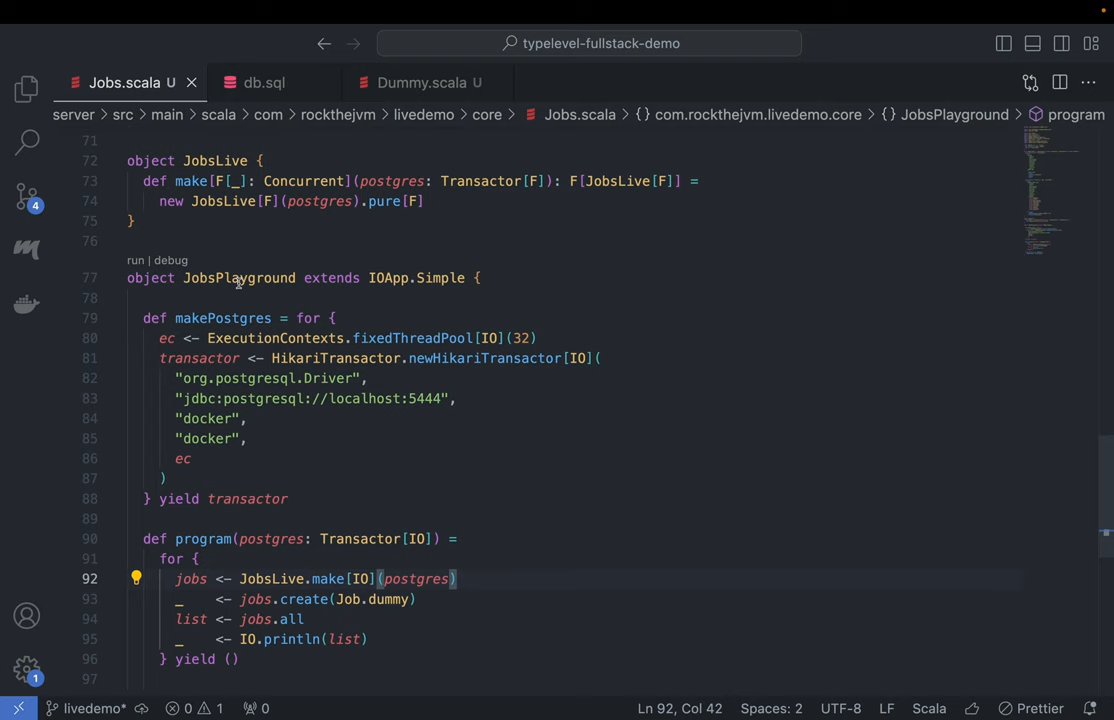 typelevel-fullstack-demo
Jobs.scala U
db.sql
Dummy.scala U
server > src > main > scala > com > rockthejvm > livedemo > core > Jobs.scala > {} com.rockthejvm.livedemo.core > {} JobsPlayground > program
71
72 object JobsLive {
73   def make[F[_]: Concurrent](postgres: Transactor[F]): F[JobsLive[F]] =
74     new JobsLive[F](postgres).pure[F]
75 }
76
run | debug
77 object JobsPlayground extends IOApp.Simple {
78
79   def makePostgres = for {
80     ec <- ExecutionContexts.fixedThreadPool[IO](32)
81     transactor <- HikariTransactor.newHikariTransactor[IO](
82       "org.postgresql.Driver",
83       "jdbc:postgresql://localhost:5444",
84       "docker",
85       "docker",
86       ec
87     )
88   } yield transactor
89
90   def program(postgres: Transactor[IO]) =
91     for {
92       jobs <- JobsLive.make[IO](postgres)
93       _    <- jobs.create(Job.dummy)
94       list <- jobs.all
95       _    <- IO.println(list)
96     } yield ()
97
4
1
livedemo* 0 1 0 Ln 92, Col 42 Spaces: 2 UTF-8 LF Scala Prettier